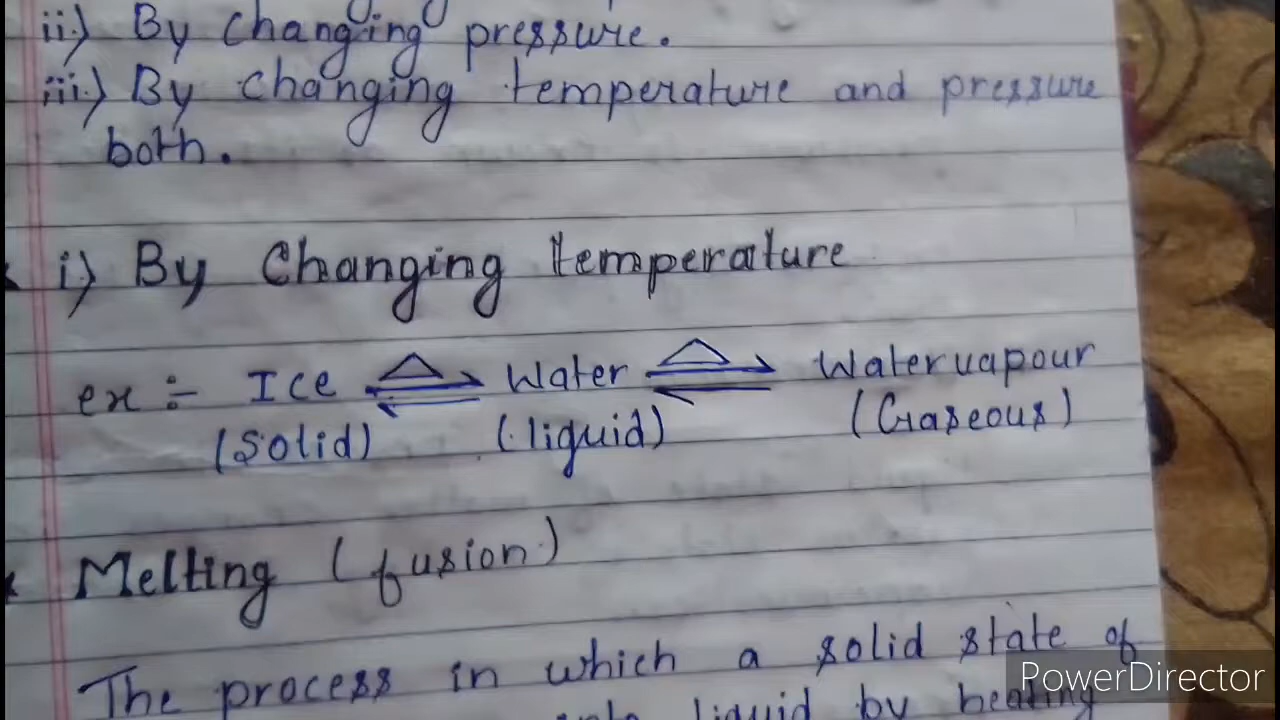 ii.) By changing pressure.
iii.) By changing temperature and pressure
both.
i) By Changing temperature
ex ÷ Ice △⇌ Water △⇌ Water vapour
(Solid) (liquid) (Gaseous)
Melting (fusion)
The process in which a solid state of
liquid by heating
PowerDirector